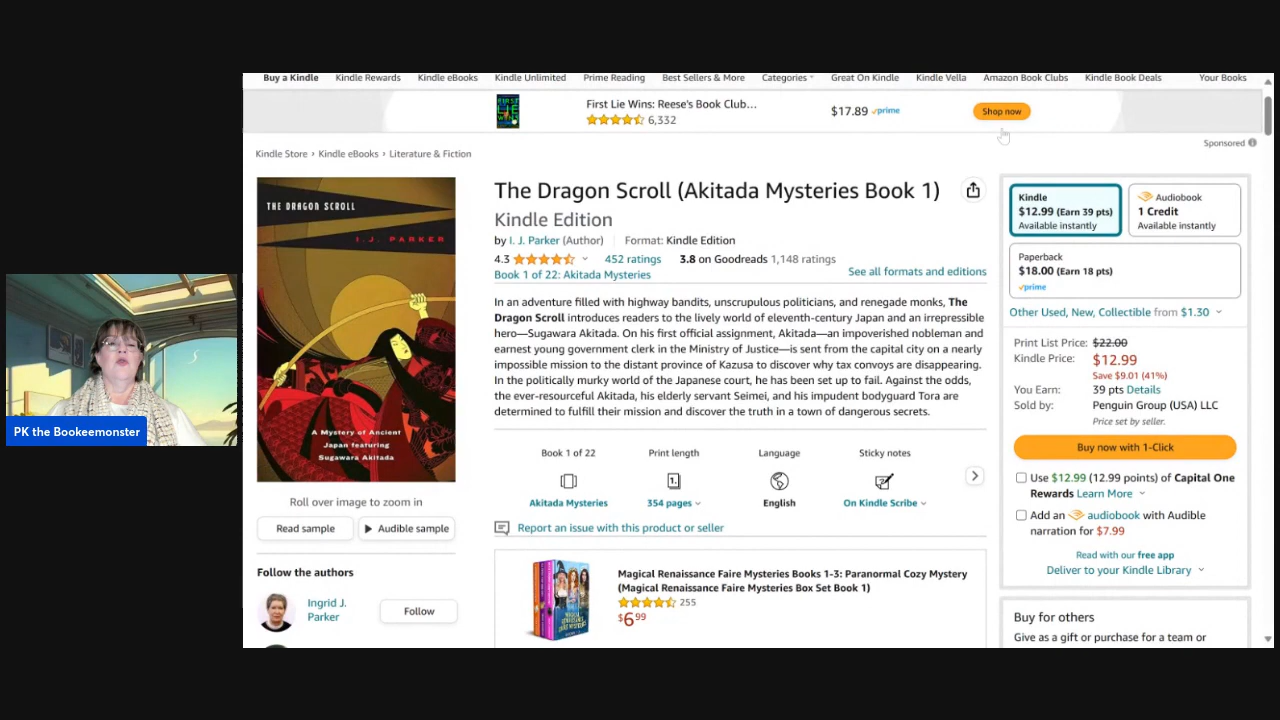 Buy a Kindle Kindle Rewards Kindle eBooks Kindle Unlimited Prime Reading Best Sellers & More Categories Great On Kindle Kindle Vella Amazon Book Clubs Kindle Book Deals Your Books
First Lie Wins: Reese's Book Club…
6,332
$17.89 prime
Shop now
Sponsored
Kindle Store › Kindle eBooks › Literature & Fiction
THE DRAGON SCROLL
I.J. PARKER
A Mystery of Ancient
Japan featuring
Sugawara Akitada
Roll over image to zoom in
Read sample
Audible sample
Follow the authors
Ingrid J.
Parker
Follow
The Dragon Scroll (Akitada Mysteries Book 1)
Kindle Edition
by I. J. Parker (Author) Format: Kindle Edition
4.3 452 ratings 3.8 on Goodreads 1,148 ratings
Book 1 of 22: Akitada Mysteries
See all formats and editions
In an adventure filled with highway bandits, unscrupulous politicians, and renegade monks, The
Dragon Scroll introduces readers to the lively world of eleventh-century Japan and an irrepressible
hero—Sugawara Akitada. On his first official assignment, Akitada—an impoverished nobleman and
earnest young government clerk in the Ministry of Justice—is sent from the capital city on a nearly
impossible mission to the distant province of Kazusa to discover why tax convoys are disappearing.
In the politically murky world of the Japanese court, he has been set up to fail. Against the odds,
the ever-resourceful Akitada, his elderly servant Seimei, and his impudent bodyguard Tora are
determined to fulfill their mission and discover the truth in a town of dangerous secrets.
Book 1 of 22 Print length Language Sticky notes
Akitada Mysteries 354 pages English On Kindle Scribe
Report an issue with this product or seller
Magical Renaissance Faire Mysteries Books 1-3: Paranormal Cozy Mystery
(Magical Renaissance Faire Mysteries Box Set Book 1)
255
$6.99
Kindle
$12.99 (Earn 39 pts)
Available instantly
Audiobook
1 Credit
Available instantly
Paperback
$18.00 (Earn 18 pts)
prime
Other Used, New, Collectible from $1.30
Print List Price: $22.00
Kindle Price: $12.99
Save $9.01 (41%)
You Earn: 39 pts Details
Sold by: Penguin Group (USA) LLC
Price set by seller.
Buy now with 1-Click
Use $12.99 (12.99 points) of Capital One
Rewards Learn More
Add an audiobook with Audible
narration for $7.99
Read with our free app
Deliver to your Kindle Library
Buy for others
Give as a gift or purchase for a team or
PK the Bookeemonster